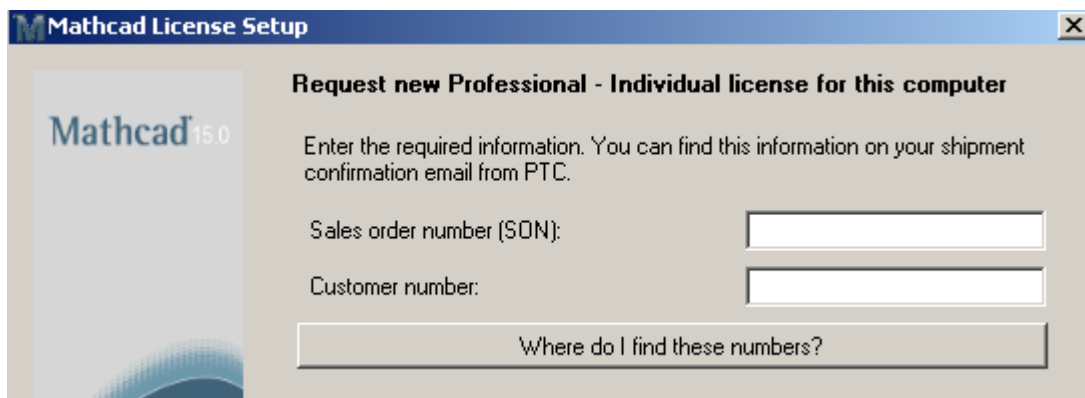 Mathcad License Setup
Request new Professional - Individual license for this computer
Mathcad 15.0
Enter the required information. You can find this information on your shipment
confirmation email from PTC.
Sales order number (SON):
Customer number:
Where do I find these numbers?